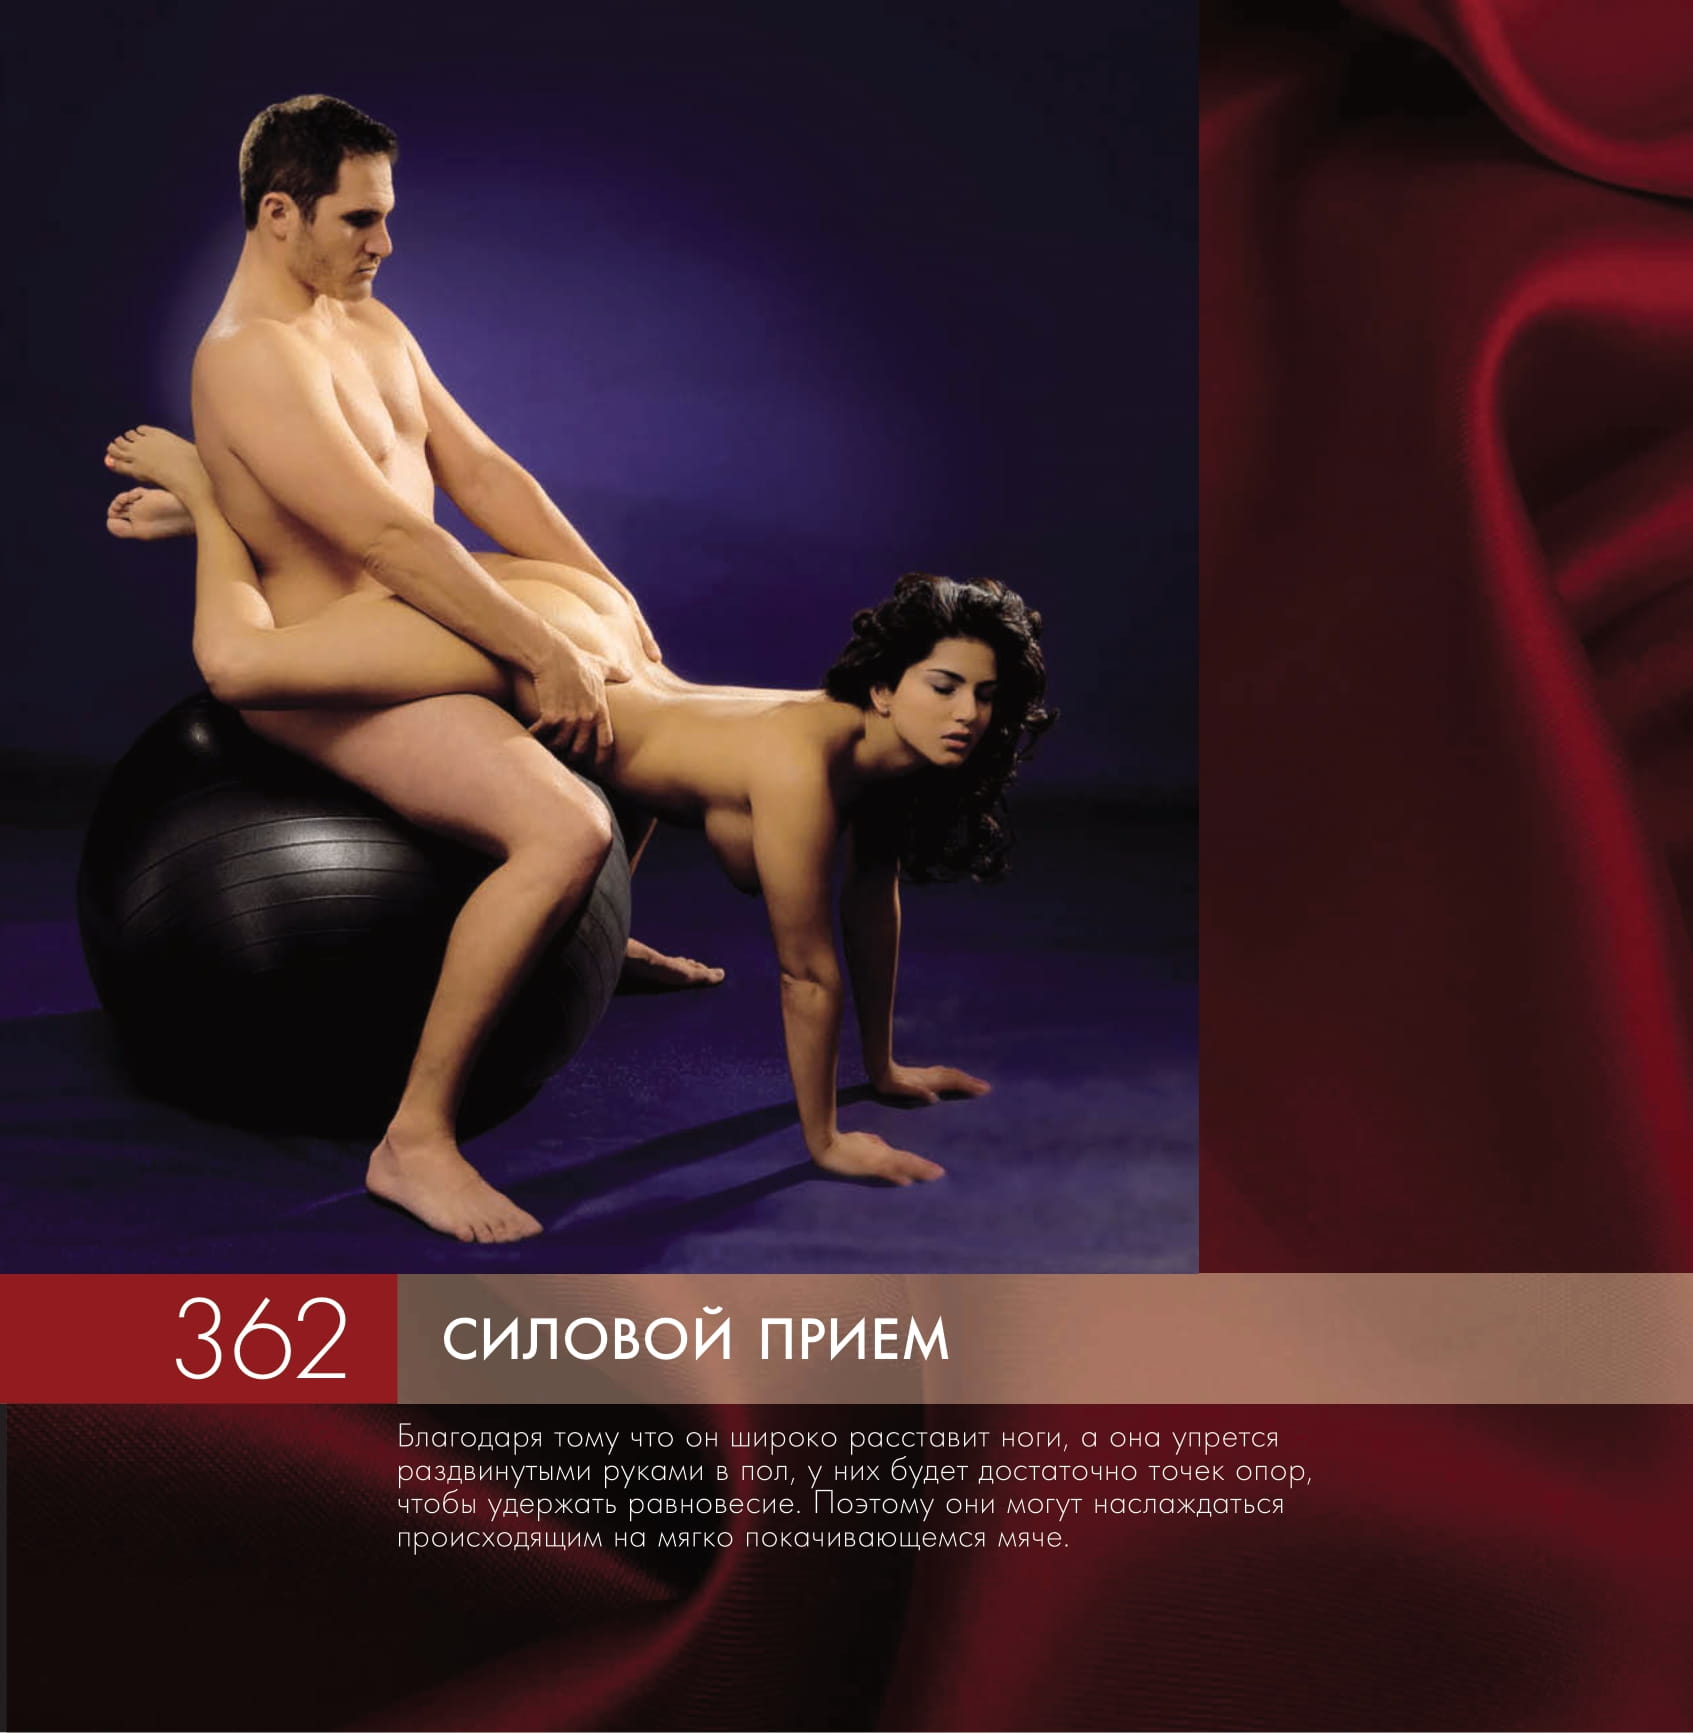 362
СИЛОВОЙ ПРИЕМ
Благодаря тому что он широко расставит ноги, а она упрется
раздвинутыми руками в пол, у них будет достаточно точек опор,
чтобы удержать равновесие. Поэтому они могут наслаждаться
происходящим на мягко покачивающемся мяче.